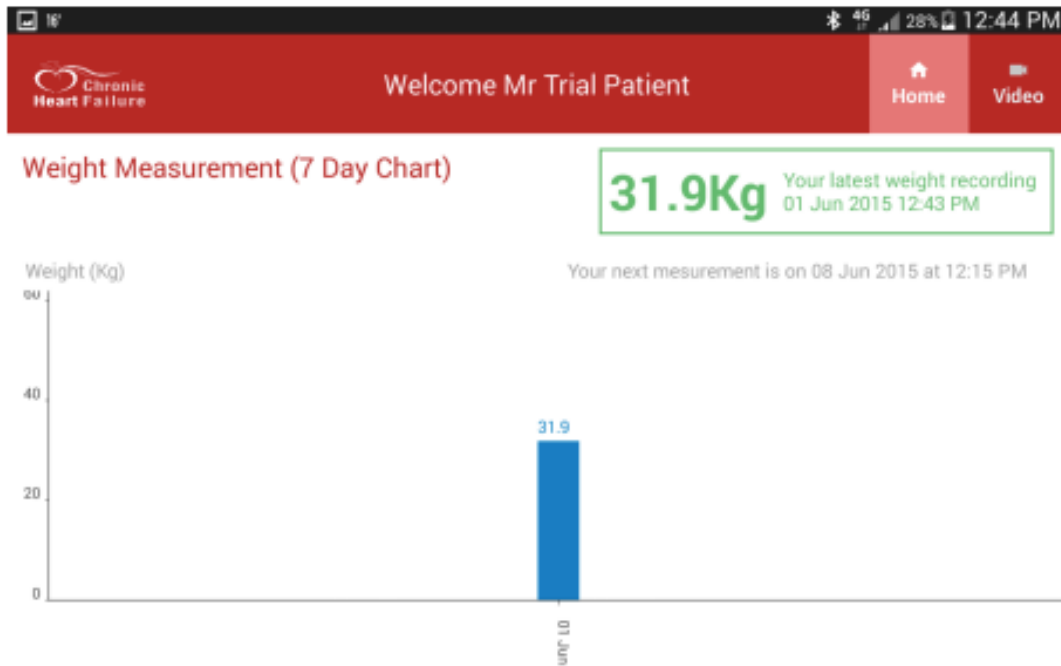 16°
4G
28%
12:44 PM
Chronic
Heart Failure
Welcome Mr Trial Patient
Home
Video
Weight Measurement (7 Day Chart)
31.9Kg
Your latest weight recording
01 Jun 2015 12:43 PM
Weight (Kg)
Your next mesurement is on 08 Jun 2015 at 12:15 PM
60
40
31.9
20
0
01 Jun